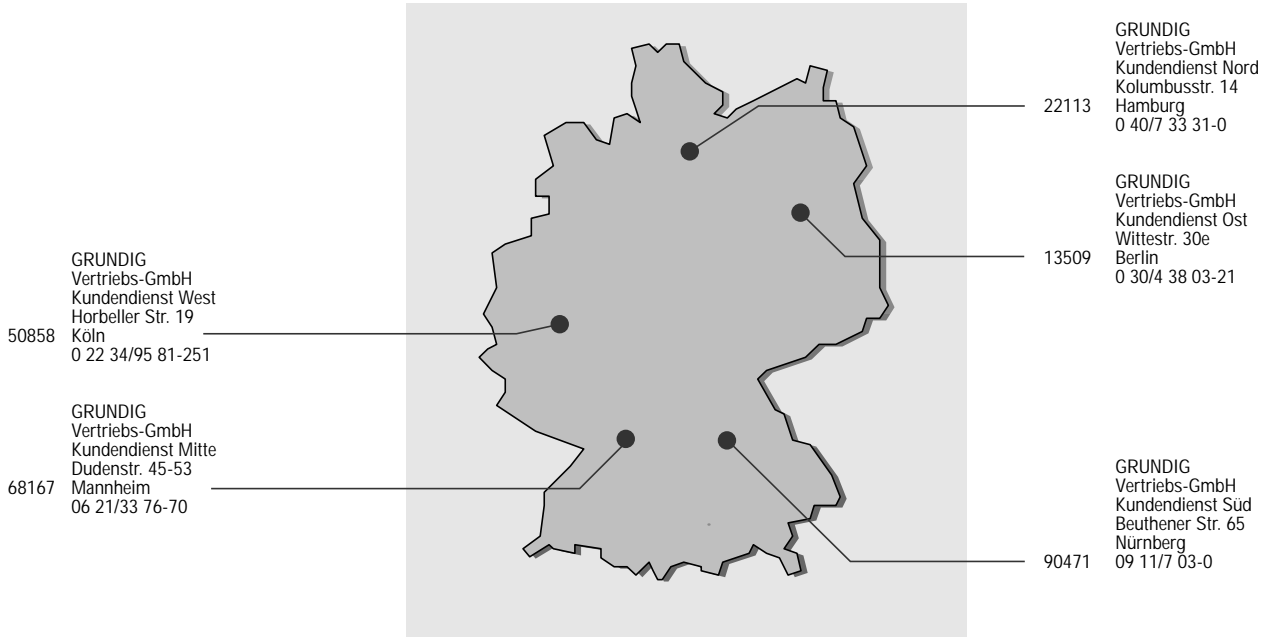 GRUNDIG
Vertriebs-GmbH
Kundendienst Nord
Kolumbusstr. 14
22113 Hamburg
0 40/7 33 31-0
GRUNDIG
Vertriebs-GmbH
Kundendienst Ost
Wittestr. 30e
13509 Berlin
0 30/4 38 03-21
GRUNDIG
Vertriebs-GmbH
Kundendienst West
Horbeller Str. 19
50858 Köln
0 22 34/95 81-251
GRUNDIG
Vertriebs-GmbH
Kundendienst Mitte
Dudenstr. 45-53
68167 Mannheim
06 21/33 76-70
GRUNDIG
Vertriebs-GmbH
Kundendienst Süd
Beuthener Str. 65
Nürnberg
90471 09 11/7 03-0